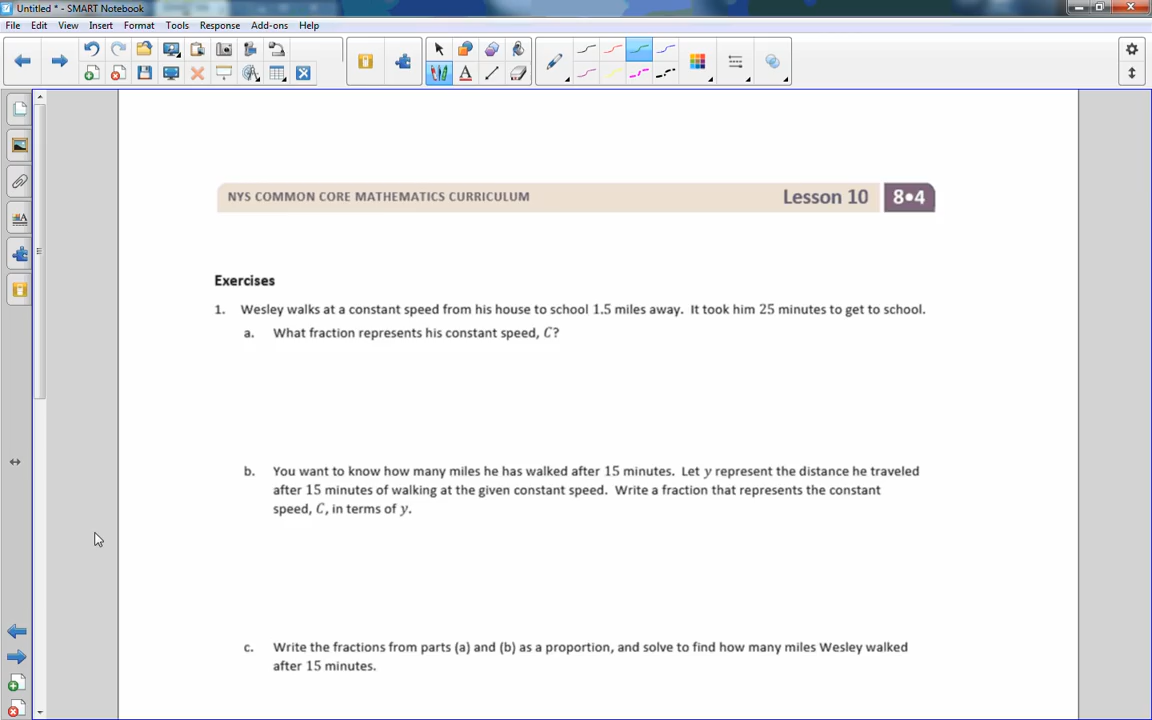 Untitled * - SMART Notebook
File Edit View Insert Format Tools Response Add-ons Help
NYS COMMON CORE MATHEMATICS CURRICULUM Lesson 10 8•4
Exercises
1. Wesley walks at a constant speed from his house to school 1.5 miles away. It took him 25 minutes to get to school.
a. What fraction represents his constant speed, C?
b. You want to know how many miles he has walked after 15 minutes. Let y represent the distance he traveled
after 15 minutes of walking at the given constant speed. Write a fraction that represents the constant
speed, C, in terms of y.
c. Write the fractions from parts (a) and (b) as a proportion, and solve to find how many miles Wesley walked
after 15 minutes.